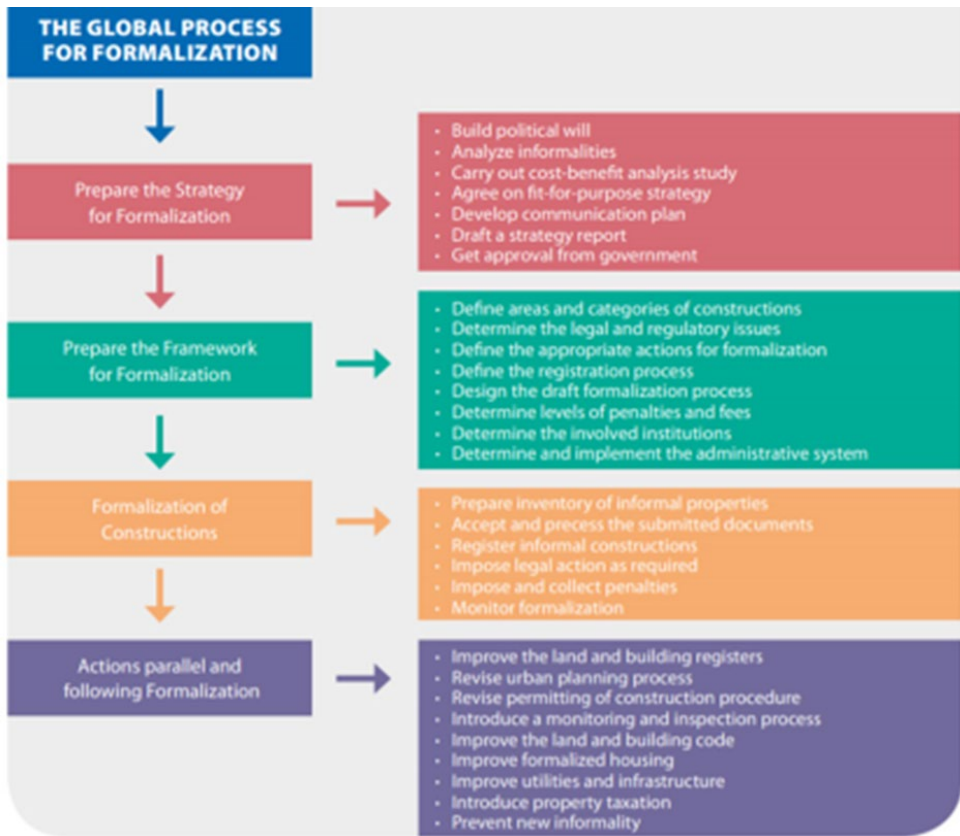 THE GLOBAL PROCESS
FOR FORMALIZATION
Prepare the Strategy
for Formalization
• Build political will
• Analyze informalities
• Carry out cost-benefit analysis study
• Agree on fit-for-purpose strategy
• Develop communication plan
• Draft a strategy report
• Get approval from government
Prepare the Framework
for Formalization
• Define areas and categories of constructions
• Determine the legal and regulatory issues
• Define the appropriate actions for formalization
• Define the registration process
• Design the draft formalization process
• Determine levels of penalties and fees
• Determine the involved institutions
• Determine and implement the administrative system
Formalization of
Constructions
• Prepare inventory of informal properties
• Accept and precess the submitted documents
• Register informal constructions
• Impose legal action as required
• Impose and collect penalties
• Monitor formalization
Actions parallel and
following Formalization
• Improve the land and building registers
• Revise urban planning process
• Revise permitting of construction procedure
• Introduce a monitoring and inspection process
• Improve the land and building code
• Improve formalized housing
• Improve utilities and infrastructure
• Introduce property taxation
• Prevent new informality